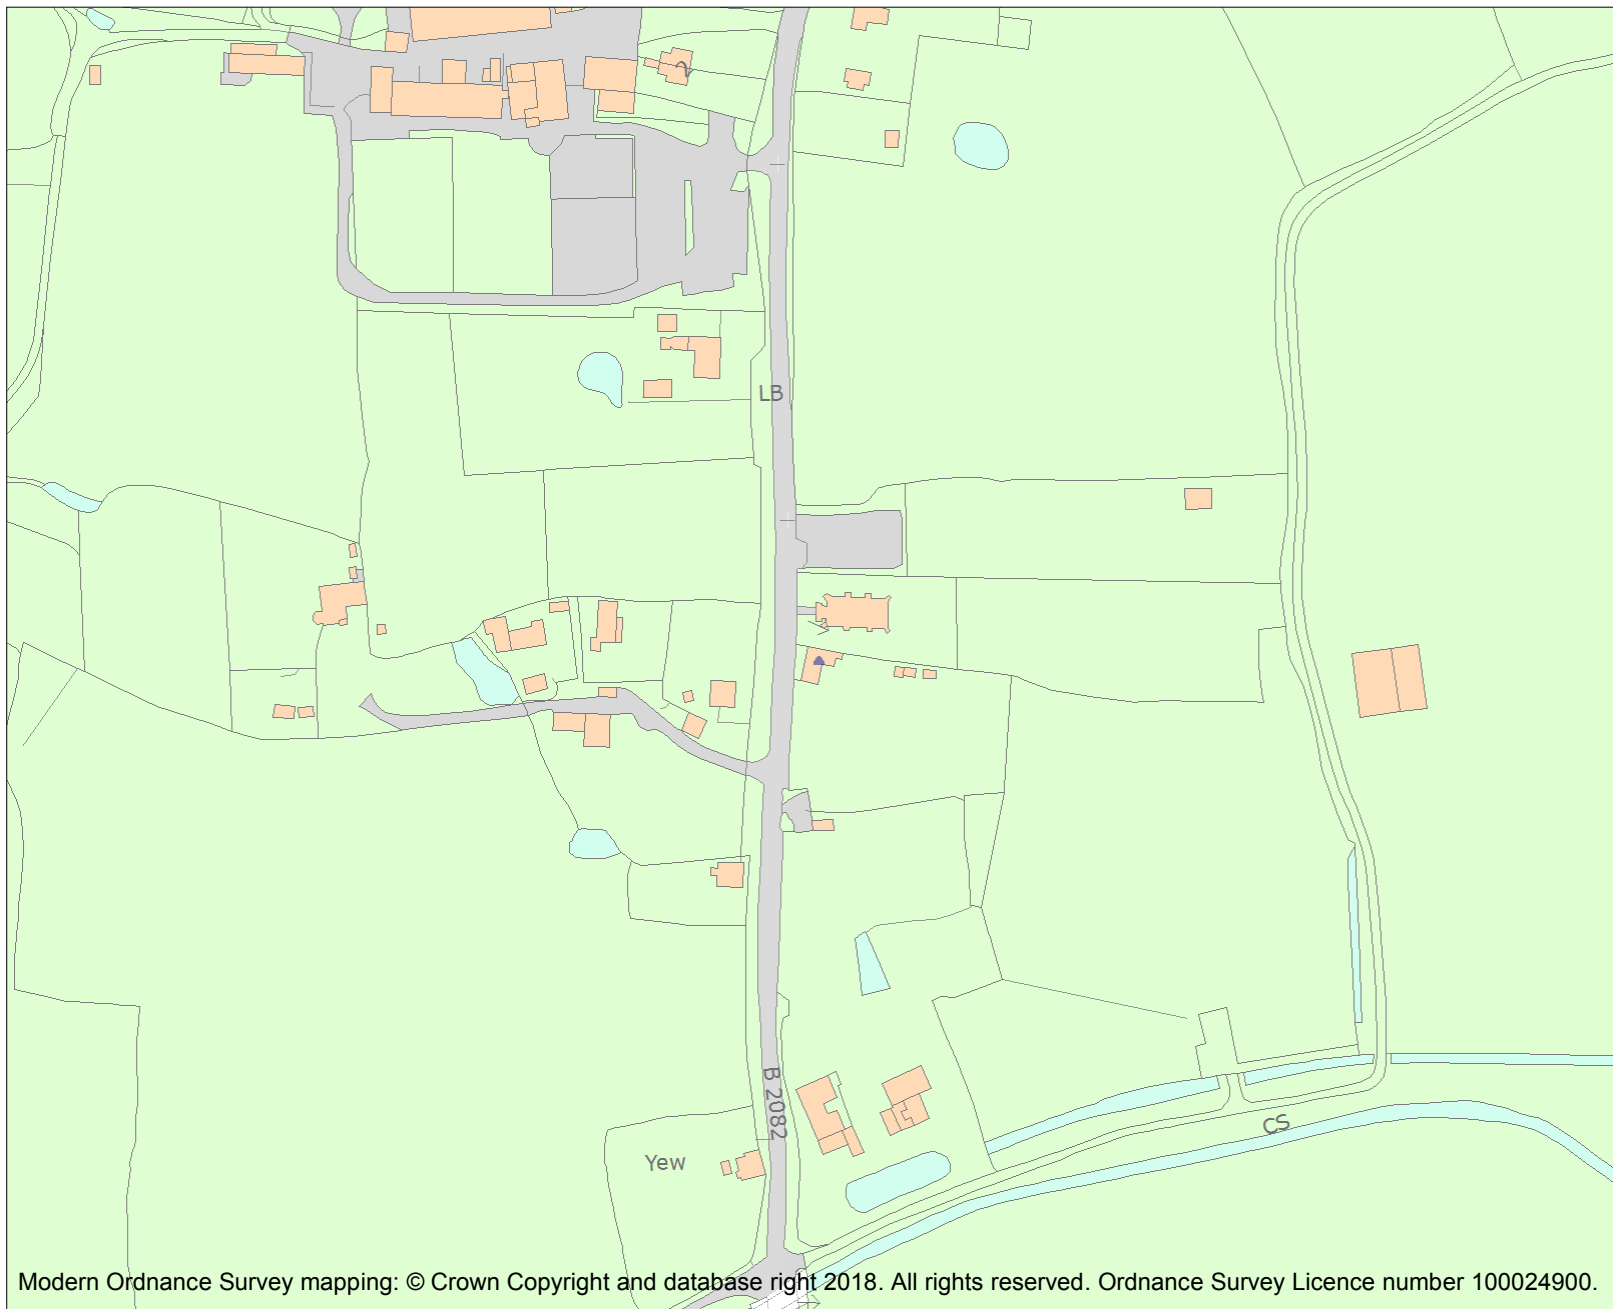 2
LB
B 2082
CS
Yew
Modern Ordnance Survey mapping: © Crown Copyright and database right 2018. All rights reserved. Ordnance Survey Licence number 100024900.